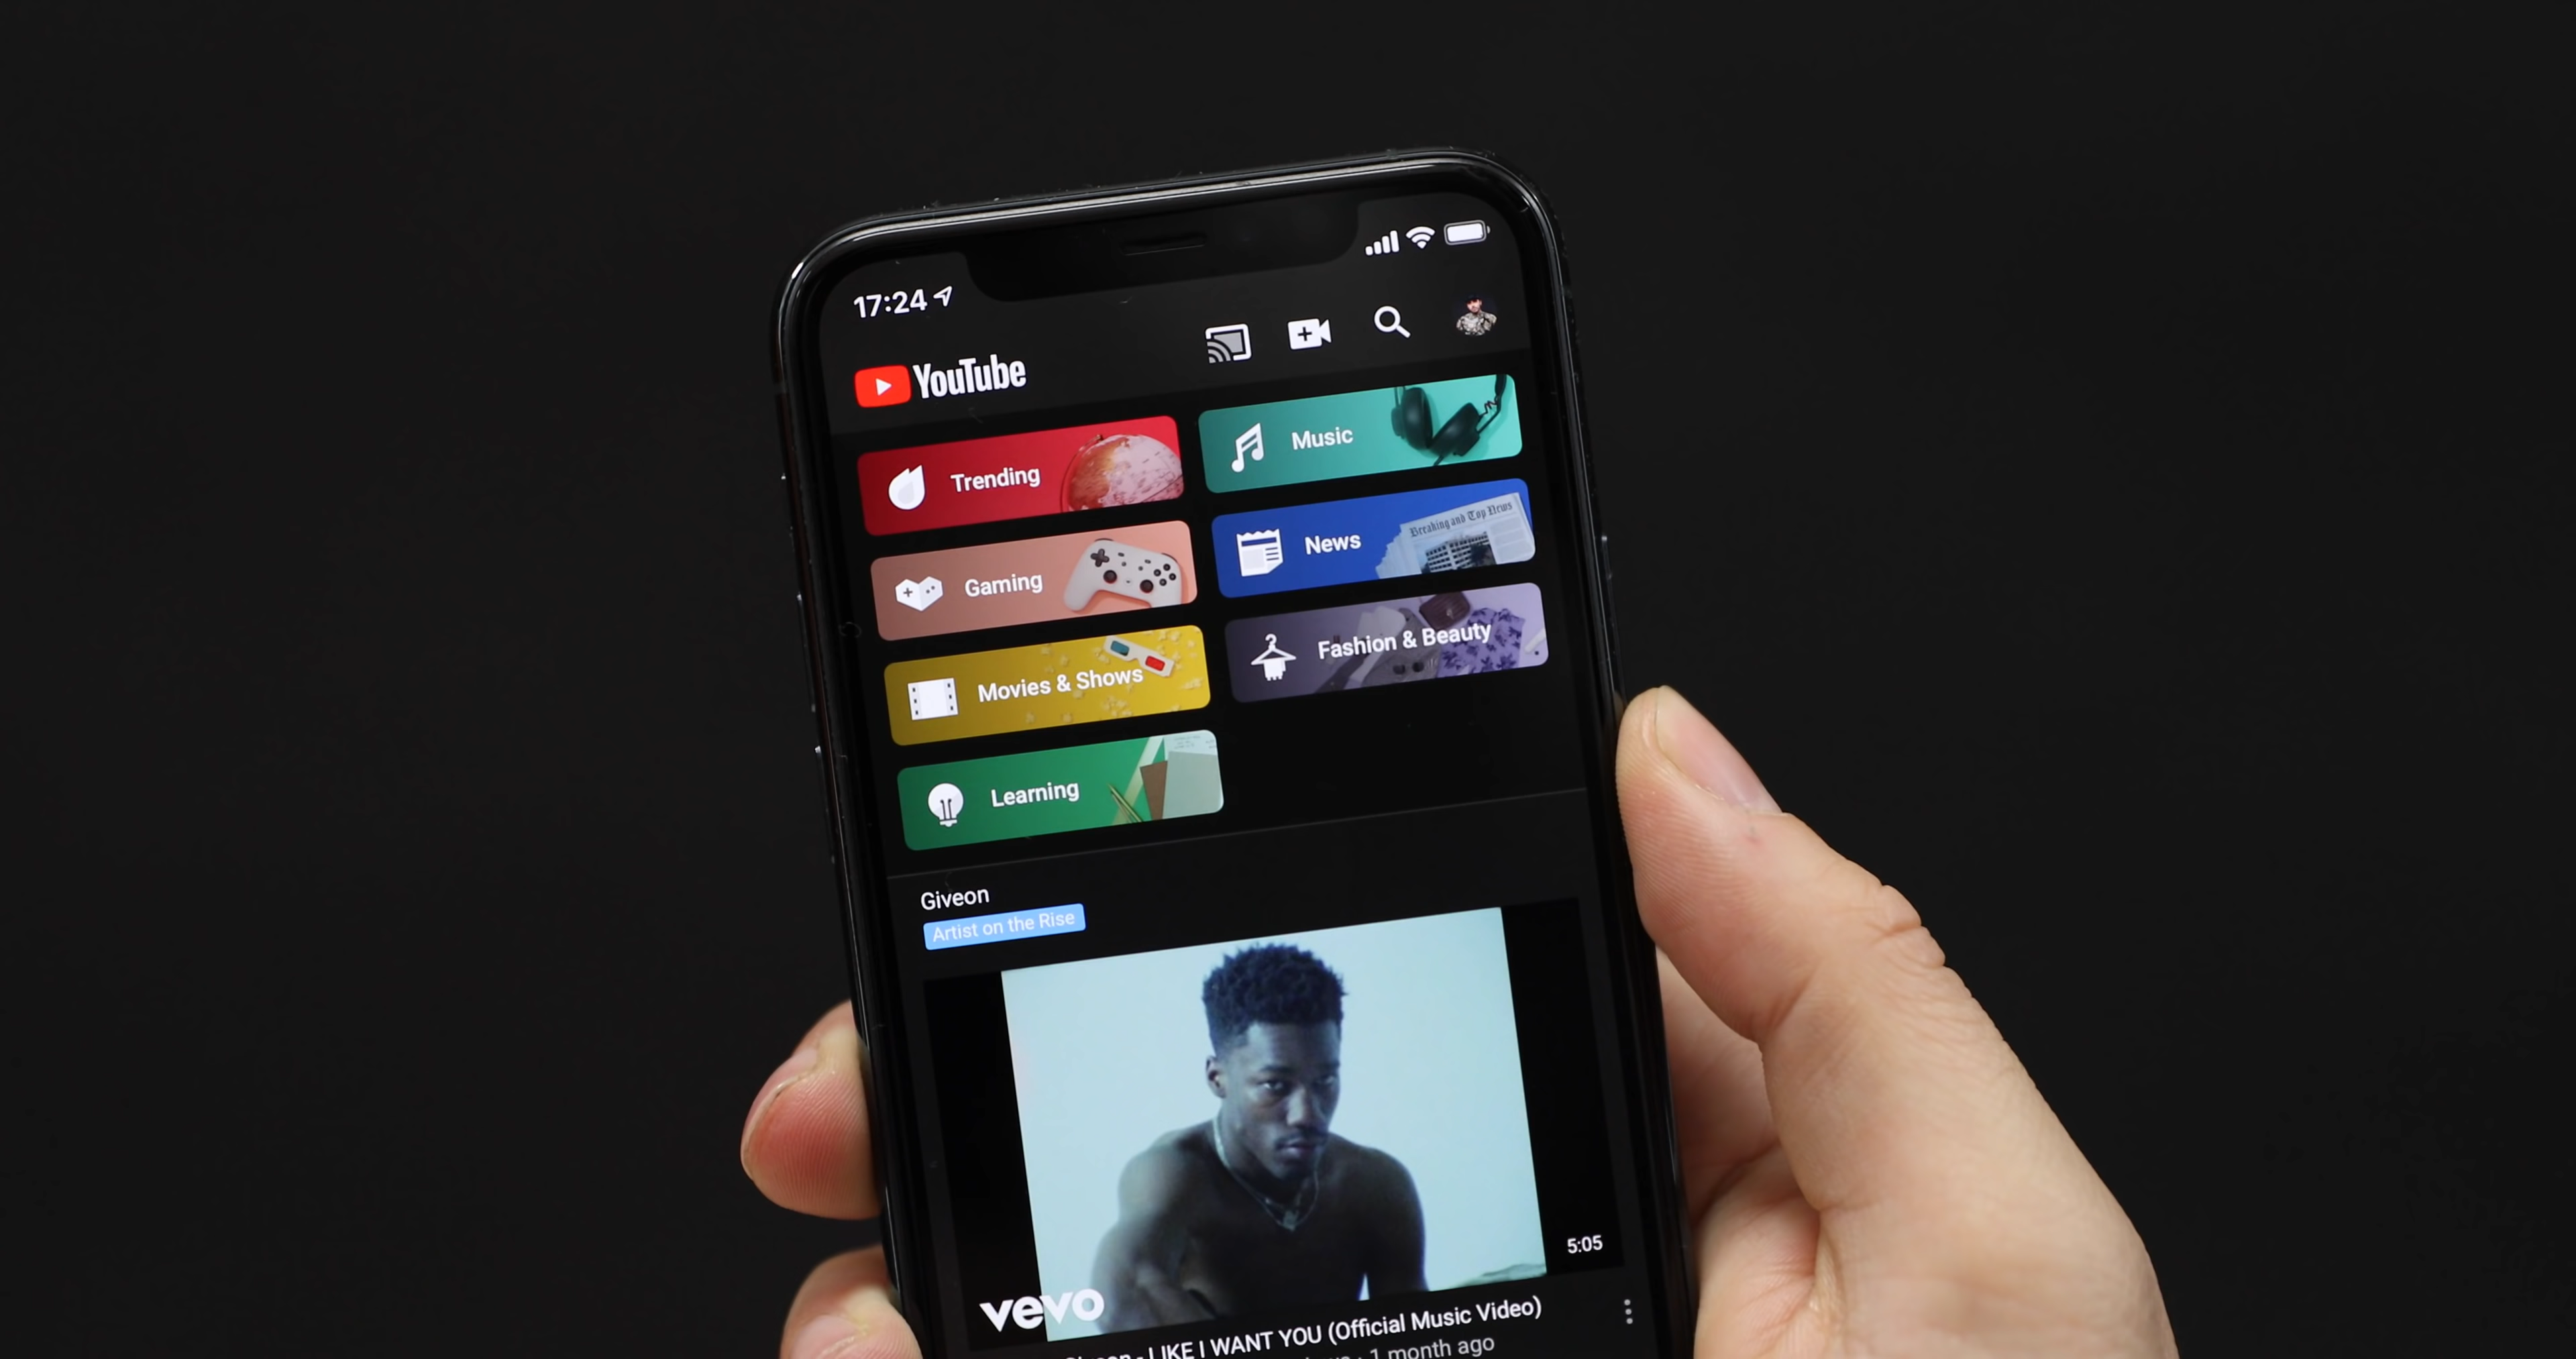 17:24
YouTube
Trending
Music
Gaming
News
Breaking and Top News
Movies & Shows
Fashion & Beauty
Learning
Giveon
Artist on the Rise
5:05
vevo
- LIKE I WANT YOU (Official Music Video)
1 month ago